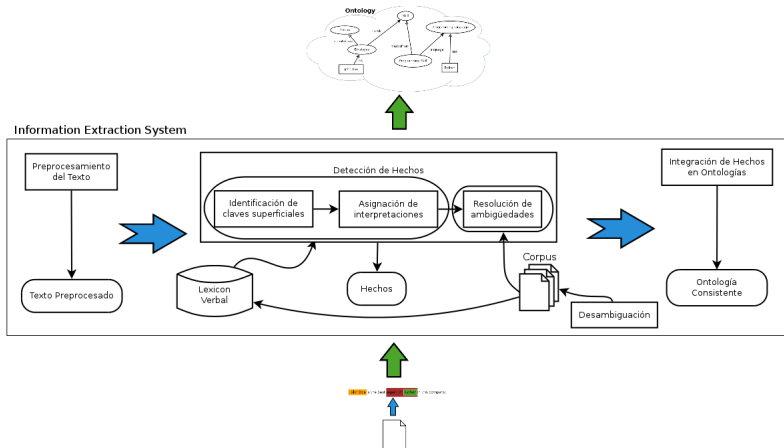 Ontology
Information Extraction System
Preprocesamiento
del Texto
Detección de Hechos
Identificación de
claves superficiales
Asignación de
interpretaciones
Resolución de
ambigüedades
Integración de Hechos
en Ontologías
Texto Preprocesado
Lexicon
Verbal
Hechos
Corpus
Desambiguación
Ontología
Consistente